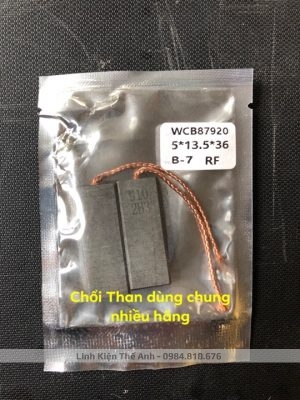 WCB87920
5*13.5*36
B-7 RF
Chổi Than dùng chung
nhiều hãng
Linh Kiện Thế Anh - 0984.818.676